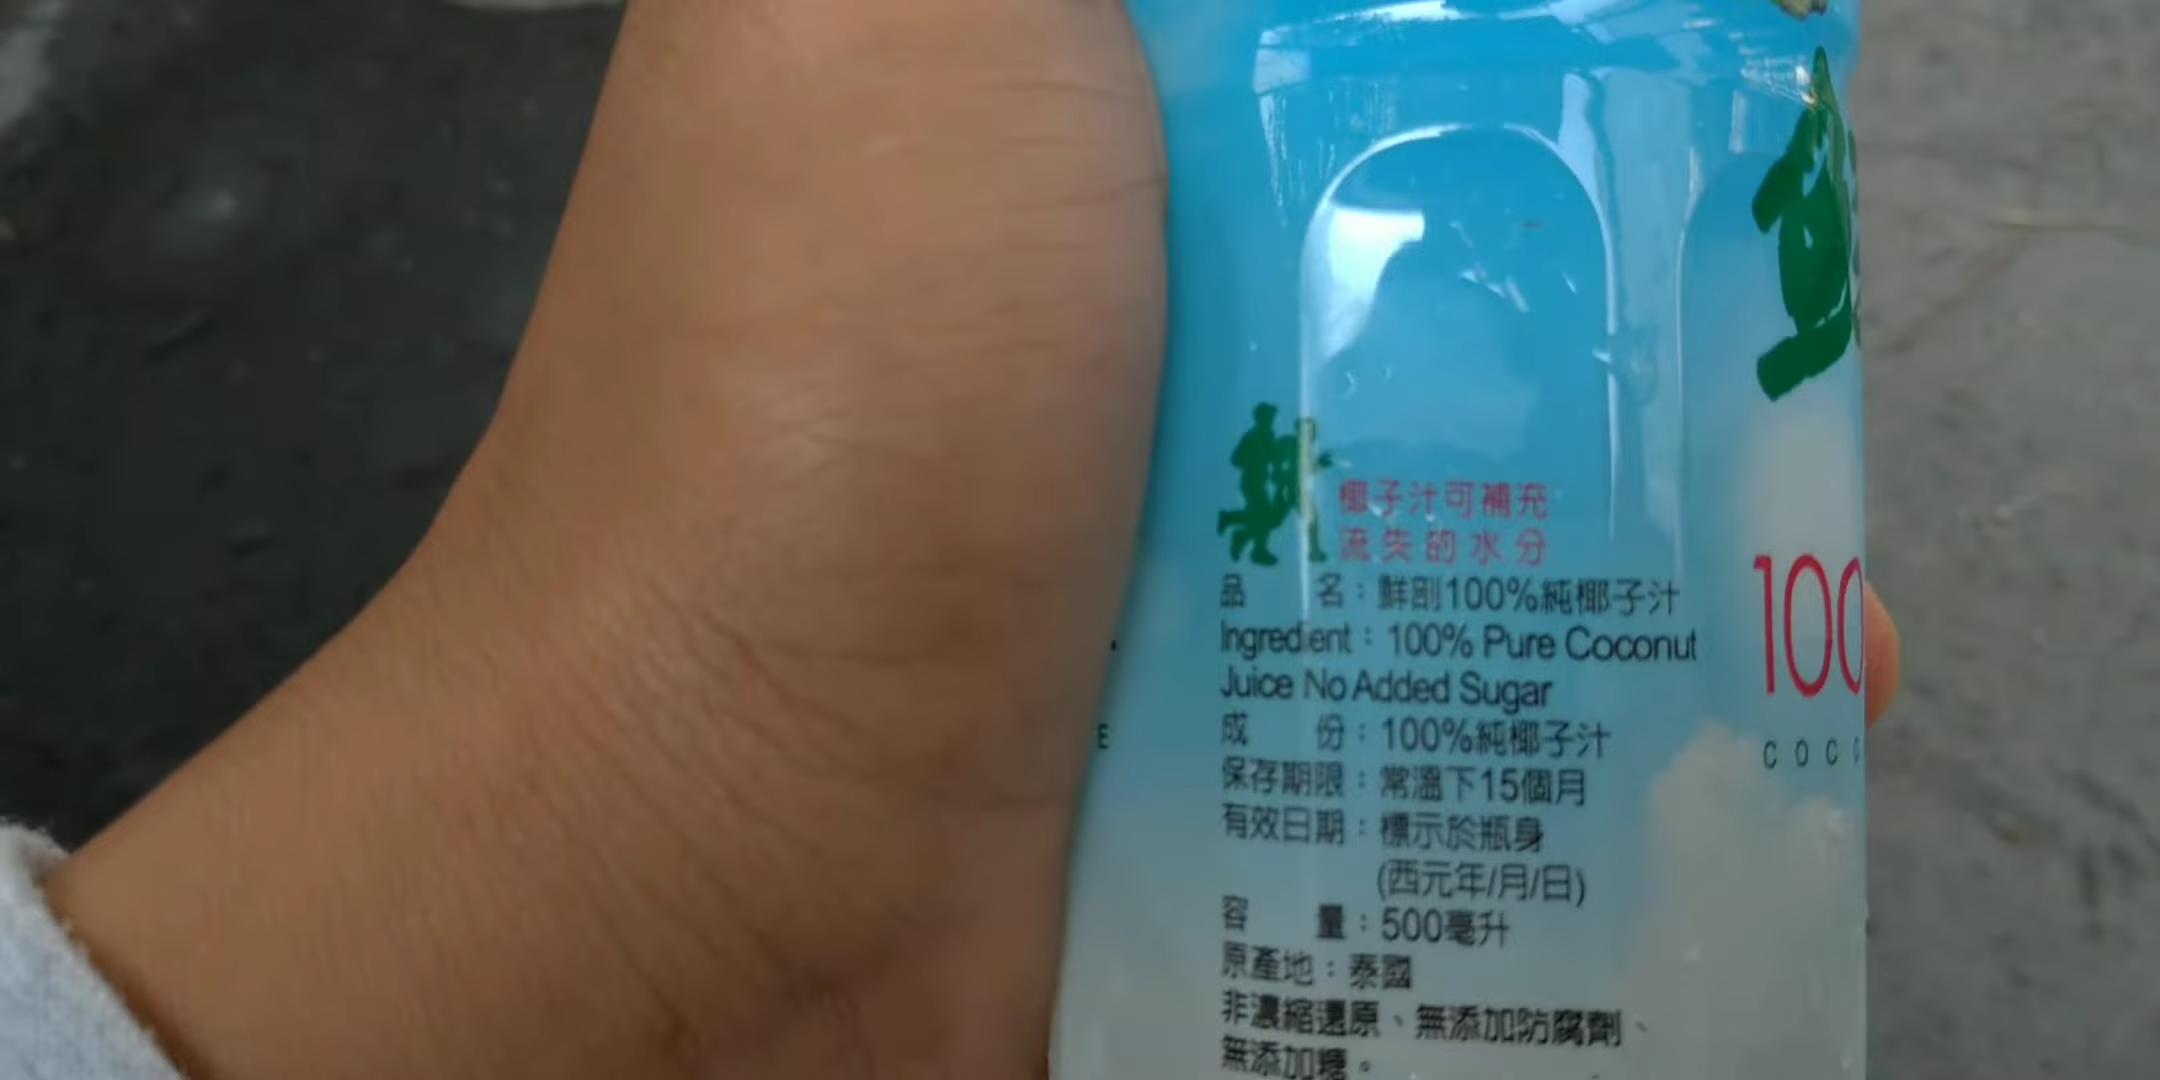 椰子汁可補充
流失的水分
品　　名：鮮剖100%純椰子汁
Ingredient：100% Pure Coconut
Juice No Added Sugar
成　　份：100%純椰子汁
保存期限：常溫下15個月
有效日期：標示於瓶身
(西元年/月/日)
容　　量：500毫升
原產地：泰國
非濃縮還原、無添加防腐劑、
無添加糖。
100
COCO
E